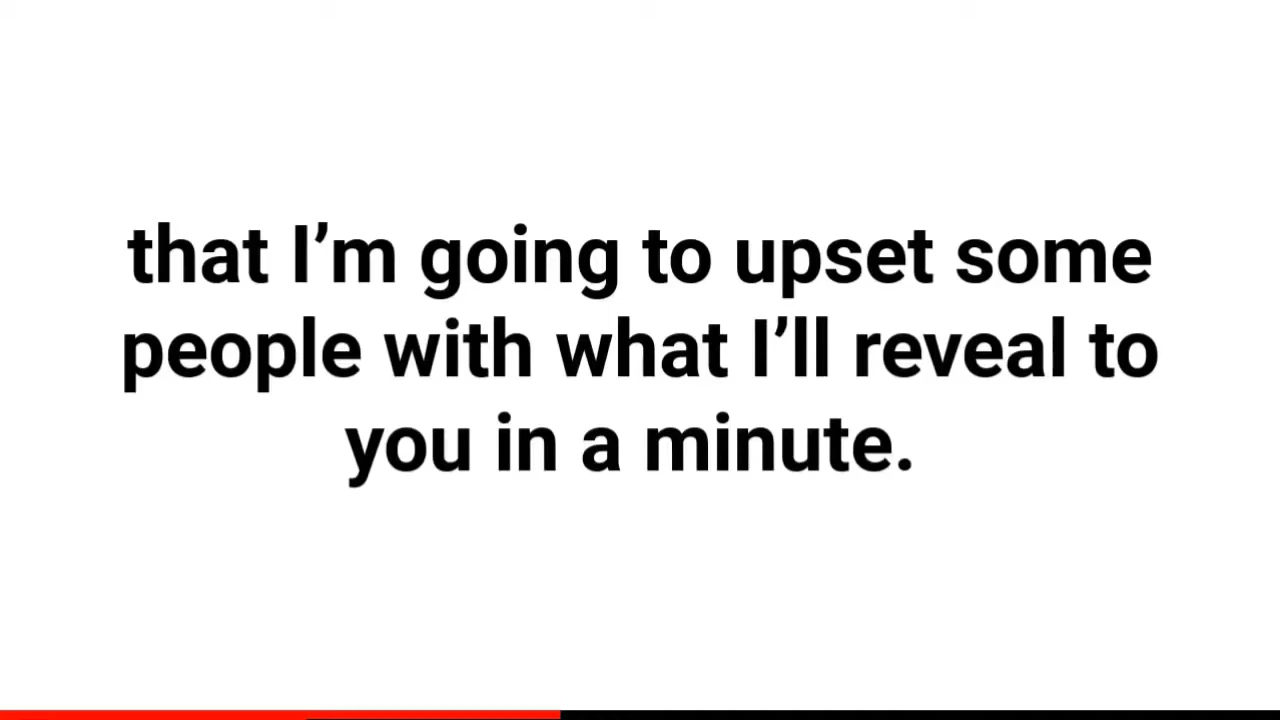 that I’m going to upset some
people with what I’ll reveal to
you in a minute.